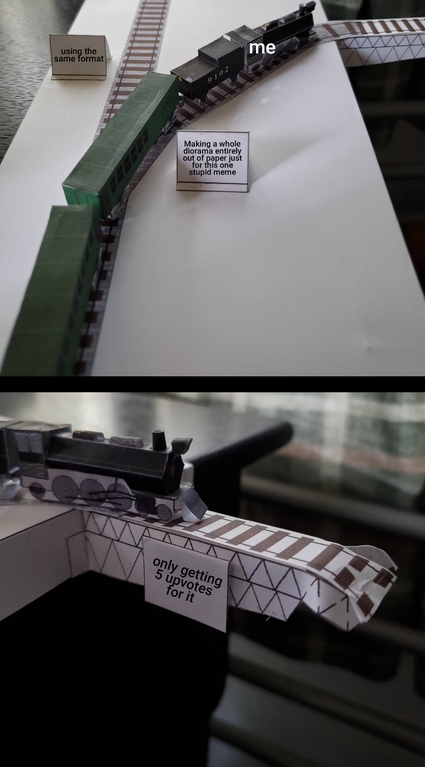 using the
same format
me
9102
Making a whole
diorama entirely
out of paper just
for this one
stupid meme
only getting
5 upvotes
for it